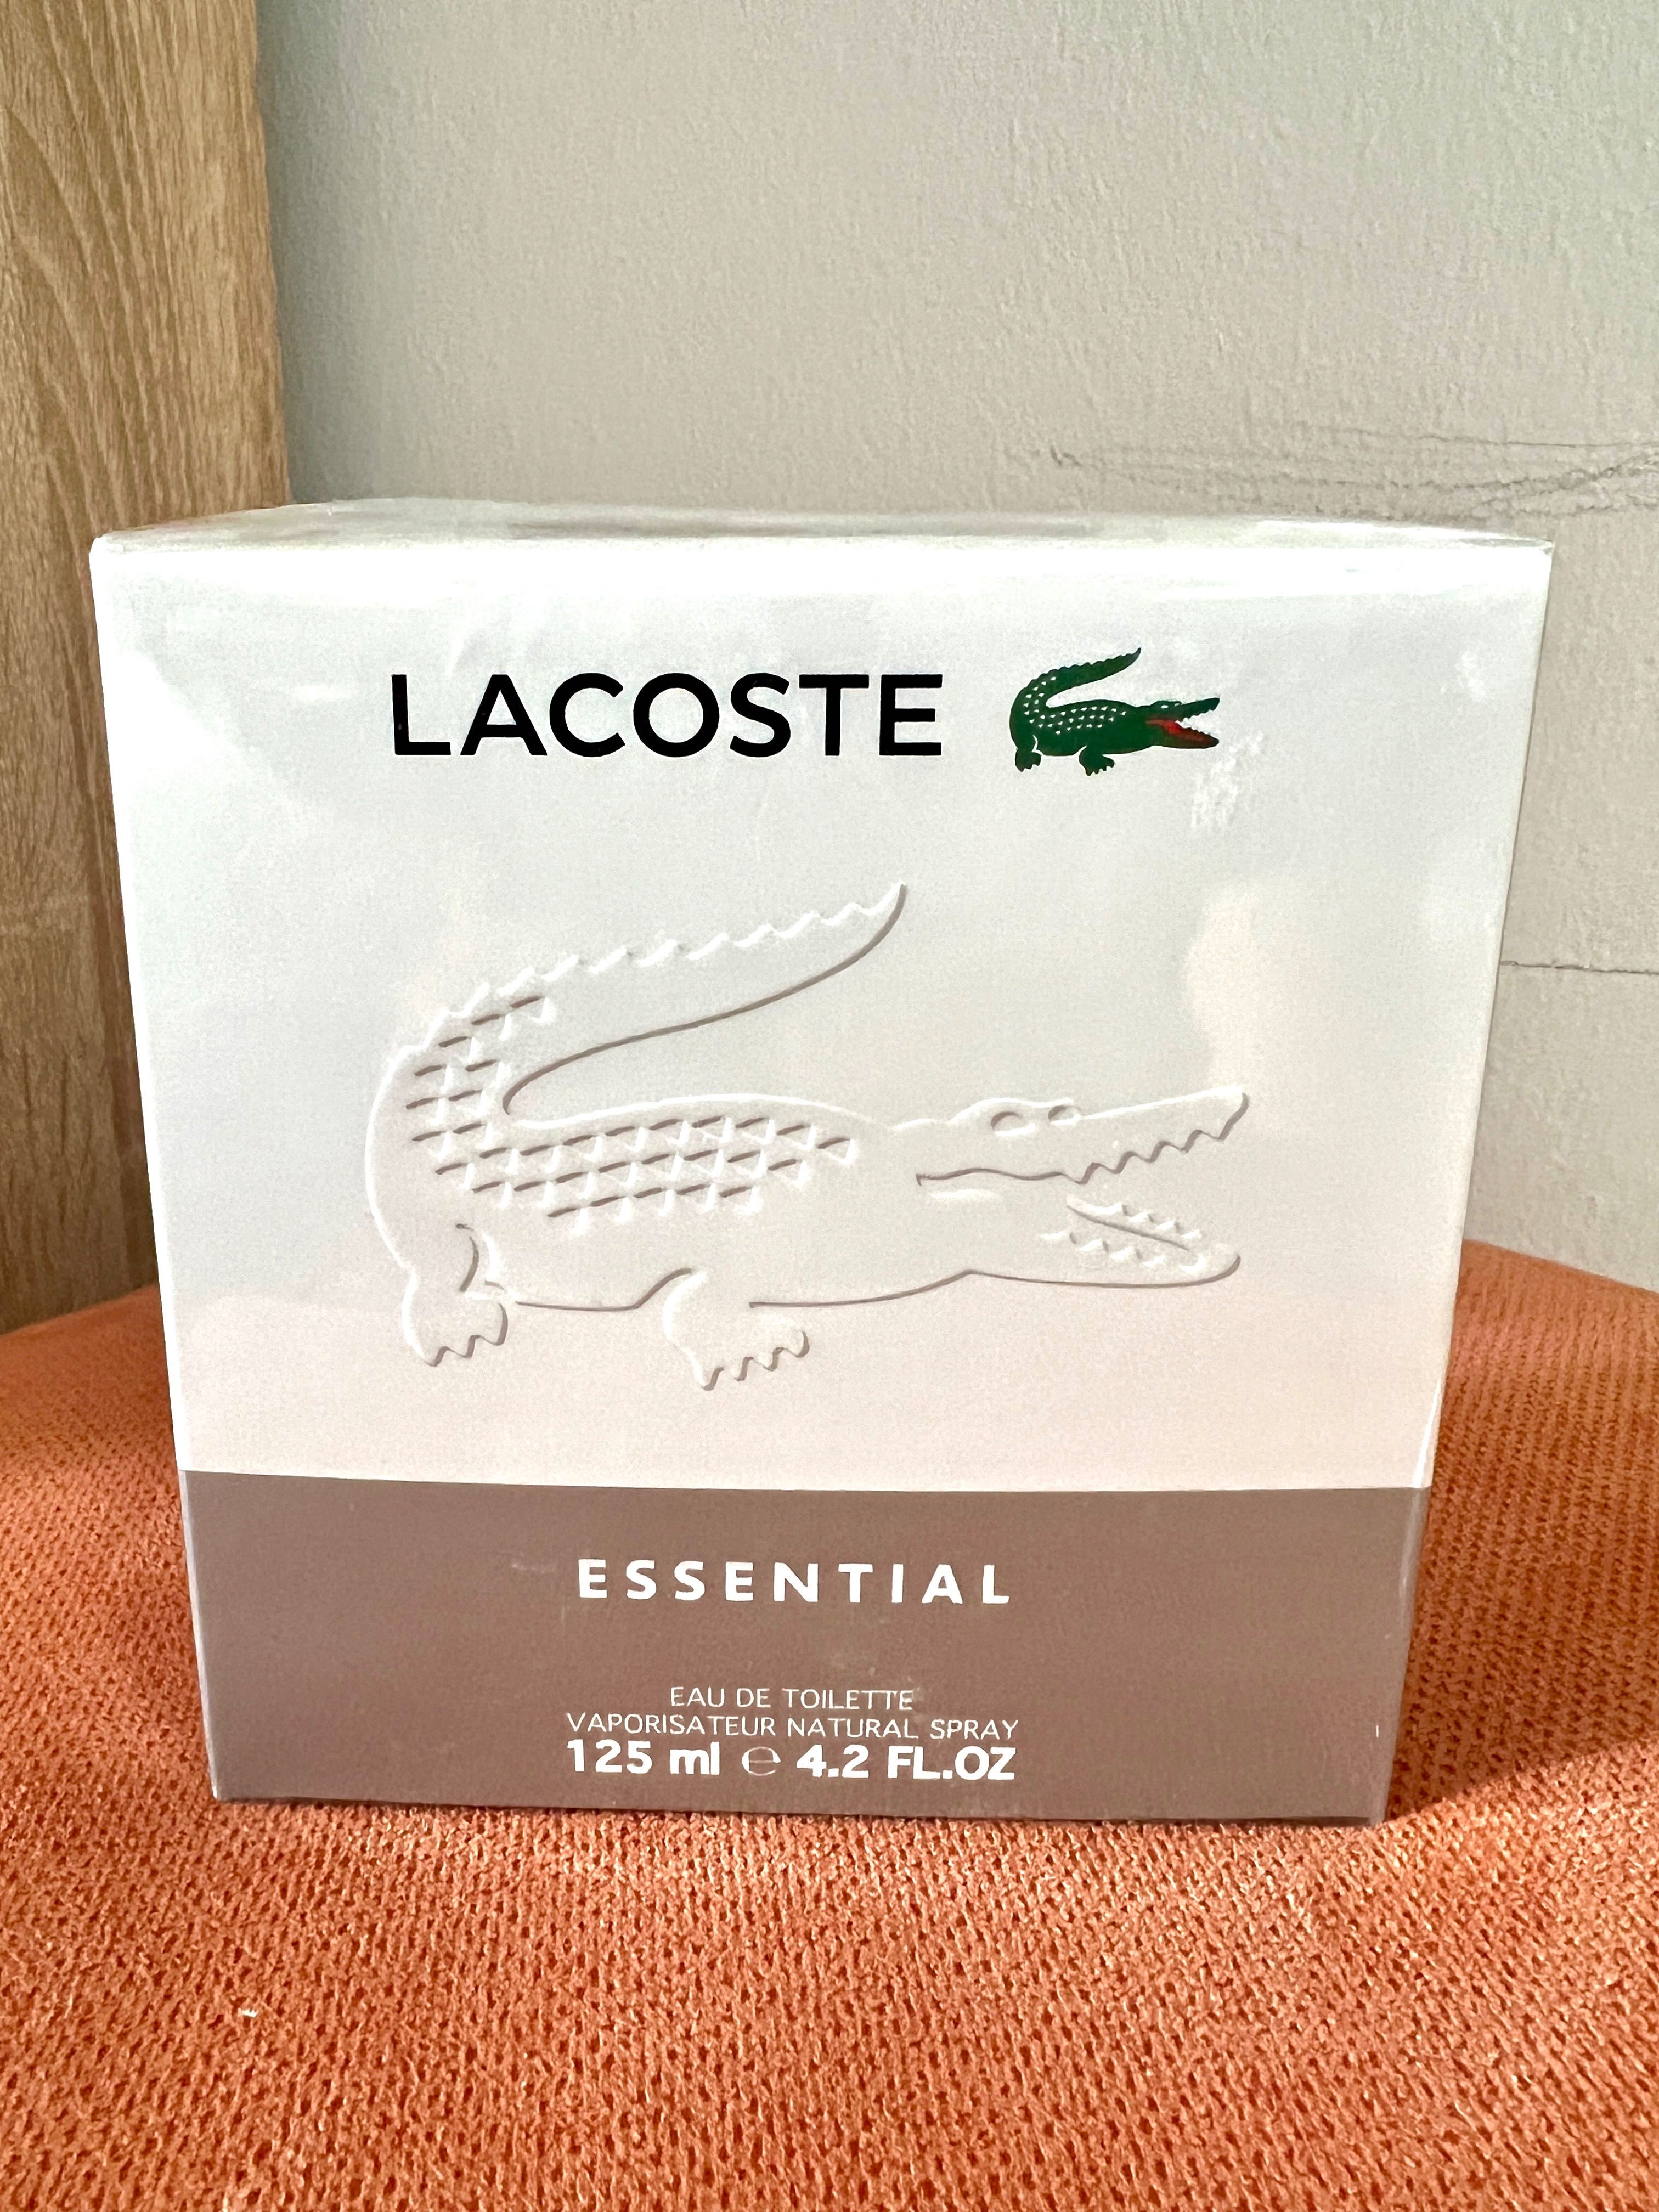 LACOSTE
ESSENTIAL
EAU DE TOILETTE
VAPORISATEUR NATURAL SPRAY
125 ml ℮ 4.2 FL.OZ